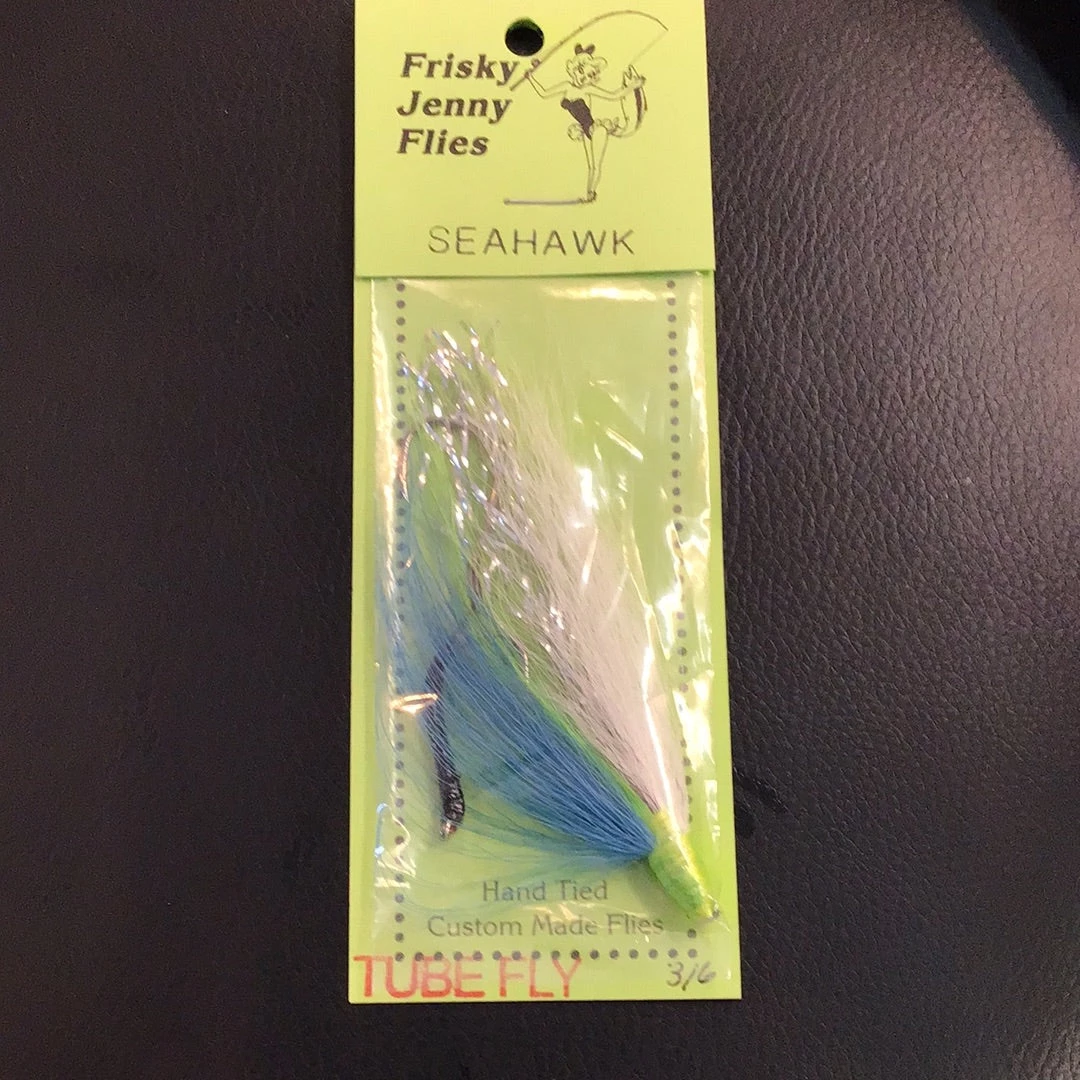 Frisky
Jenny
Flies
SEAHAWK
Hand Tied
Custom Made Flies
TUBE FLY
3/6